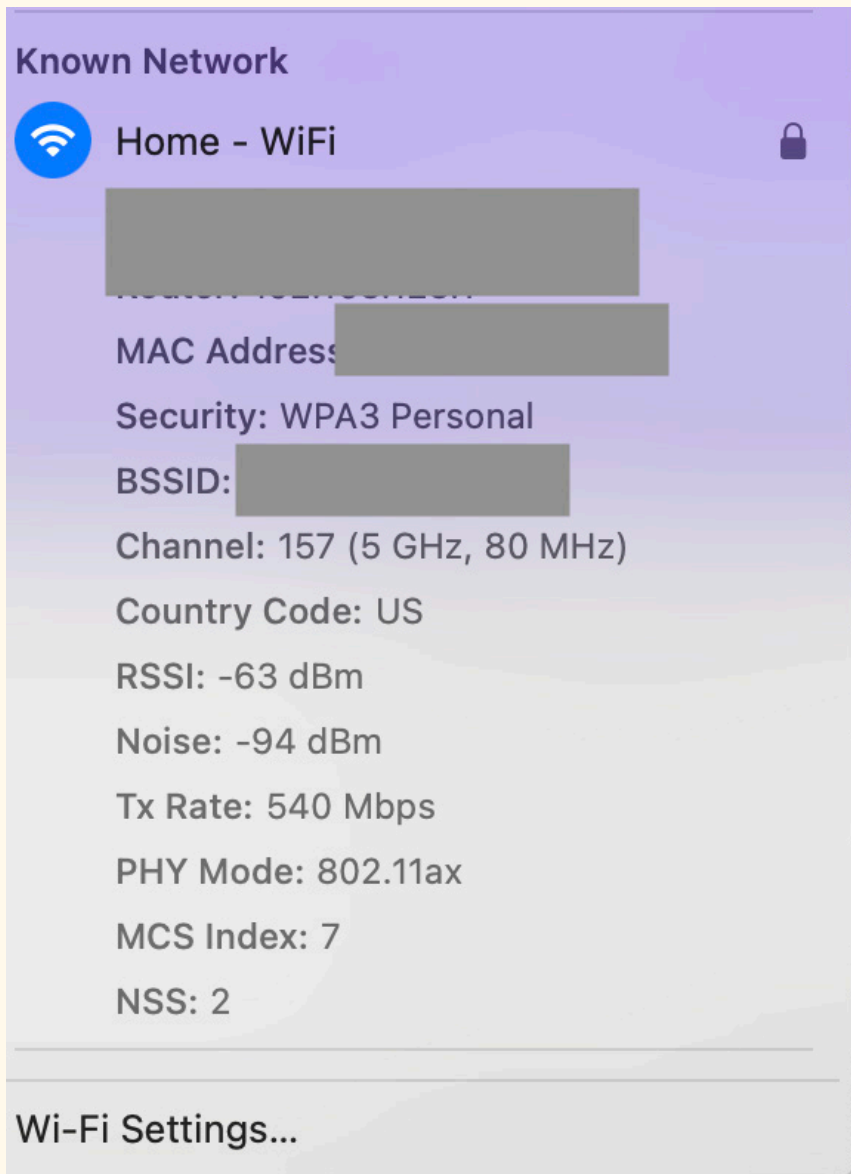 Known Network
Home - WiFi
MAC Address
Security: WPA3 Personal
BSSID:
Channel: 157 (5 GHz, 80 MHz)
Country Code: US
RSSI: -63 dBm
Noise: -94 dBm
Tx Rate: 540 Mbps
PHY Mode: 802.11ax
MCS Index: 7
NSS: 2
Wi-Fi Settings...